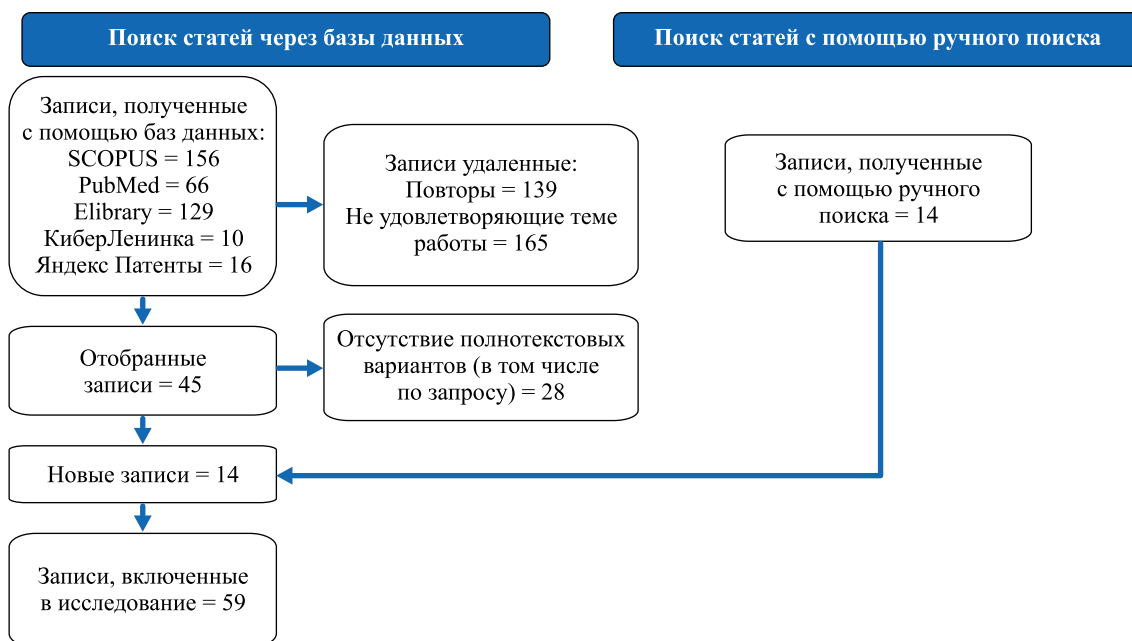 Поиск статей через базы данных
Поиск статей с помощью ручного поиска
Записи, полученные
с помощью баз данных:
SCOPUS = 156
PubMed = 66
Elibrary = 129
КиберЛенинка = 10
Яндекс Патенты = 16
Записи удаленные:
Повторы = 139
Не удовлетворяющие теме
работы = 165
Записи, полученные
с помощью ручного
поиска = 14
Отобранные
записи = 45
Отсутствие полнотекстовых
вариантов (в том числе
по запросу) = 28
Новые записи = 14
Записи, включенные
в исследование = 59